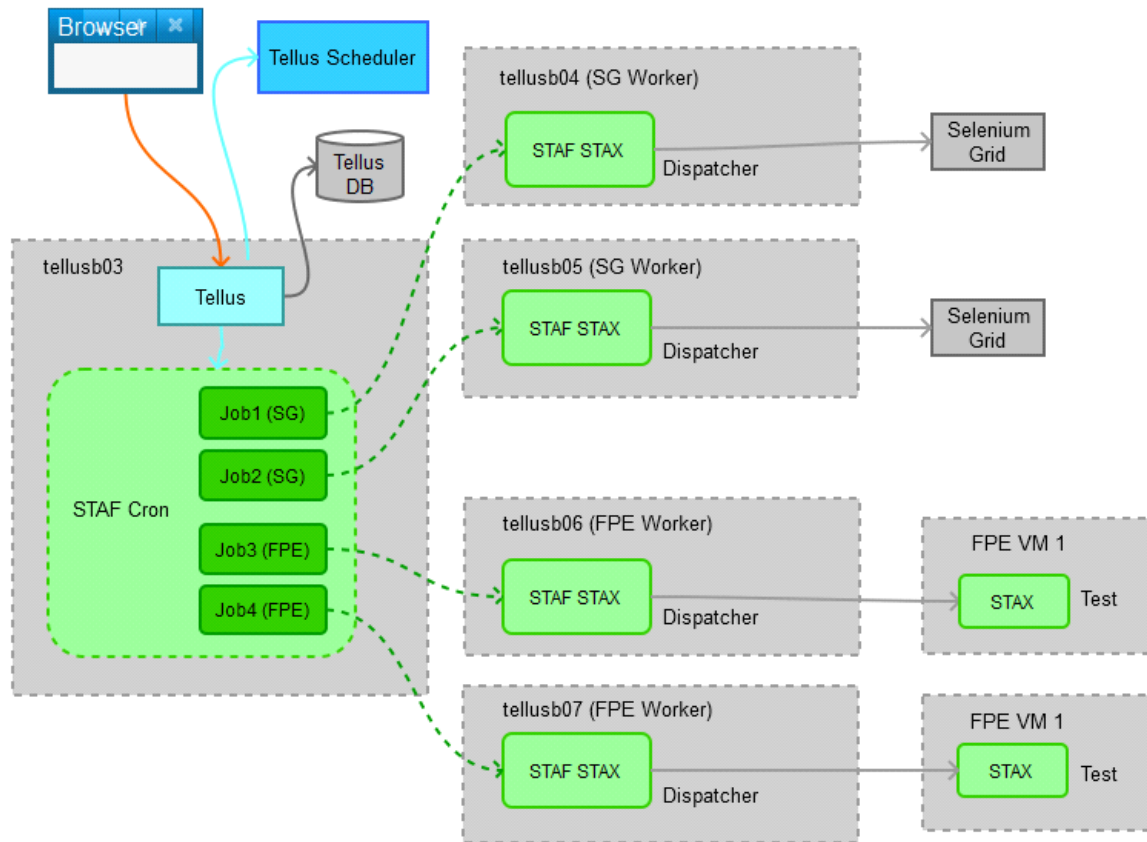 Browser
Tellus Scheduler
Tellus
DB
tellusb03
Tellus
STAF Cron
Job1 (SG)
Job2 (SG)
Job3 (FPE)
Job4 (FPE)
tellusb04 (SG Worker)
STAF STAX
Dispatcher
Selenium
Grid
tellusb05 (SG Worker)
STAF STAX
Dispatcher
Selenium
Grid
tellusb06 (FPE Worker)
STAF STAX
Dispatcher
FPE VM 1
STAX
Test
tellusb07 (FPE Worker)
STAF STAX
Dispatcher
FPE VM 1
STAX
Test